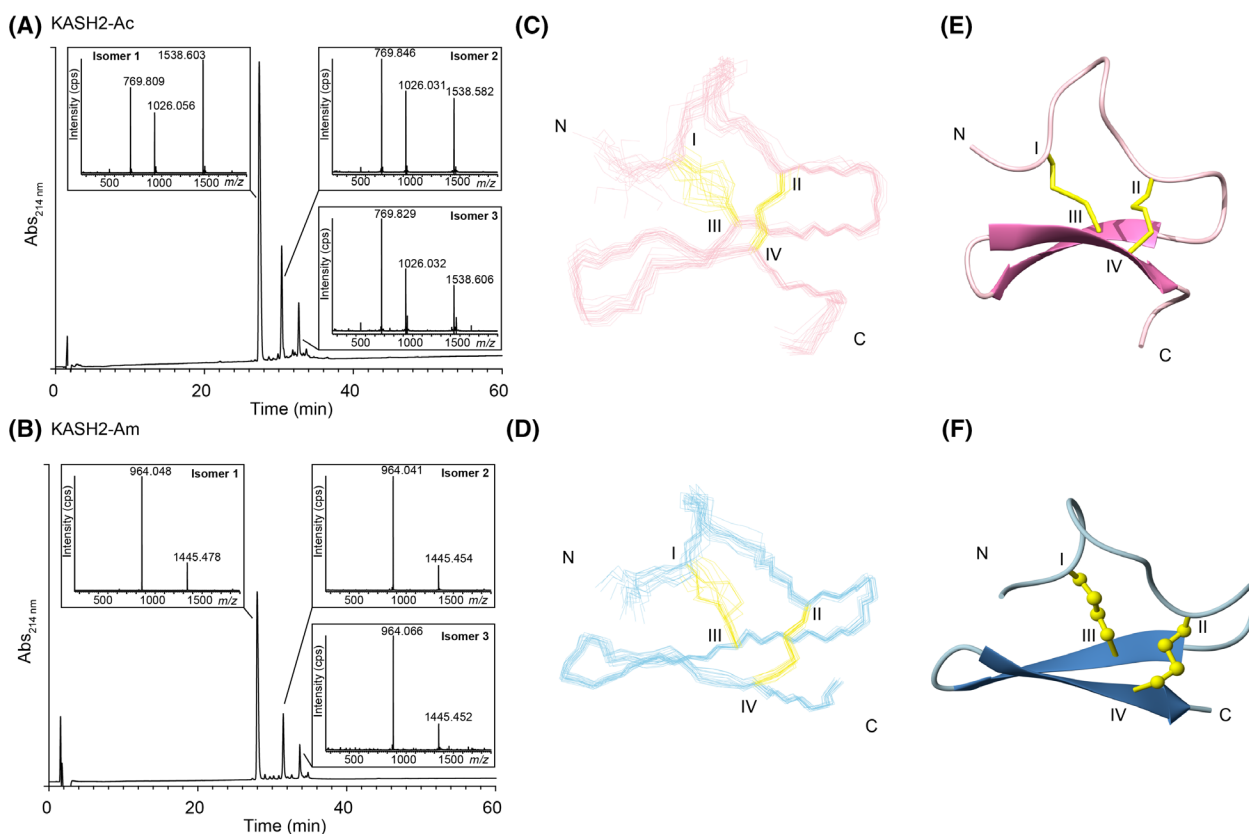 (A) KASH2-Ac
Abs214 nm
Isomer 1
1538.603
769.809
1026.056
Intensity (cps)
500 1000 1500 m/z
769.846
Isomer 2
1026.031
1538.582
Intensity (cps)
500 1000 1500 m/z
769.829
Isomer 3
1026.032
1538.606
Intensity (cps)
500 1000 1500 m/z
0 20 40 60
Time (min)
(B) KASH2-Am
Abs214 nm
964.048
Isomer 1
1445.478
Intensity (cps)
500 1000 1500 m/z
964.041
Isomer 2
1445.454
Intensity (cps)
500 1000 1500 m/z
964.066
Isomer 3
1445.452
Intensity (cps)
500 1000 1500 m/z
0 20 40 60
Time (min)
(C)
N
I
II
III
IV
C
(D)
N
I
II
III
IV
C
(E)
N
I
II
III
IV
C
(F)
N
I
II
III
IV
C